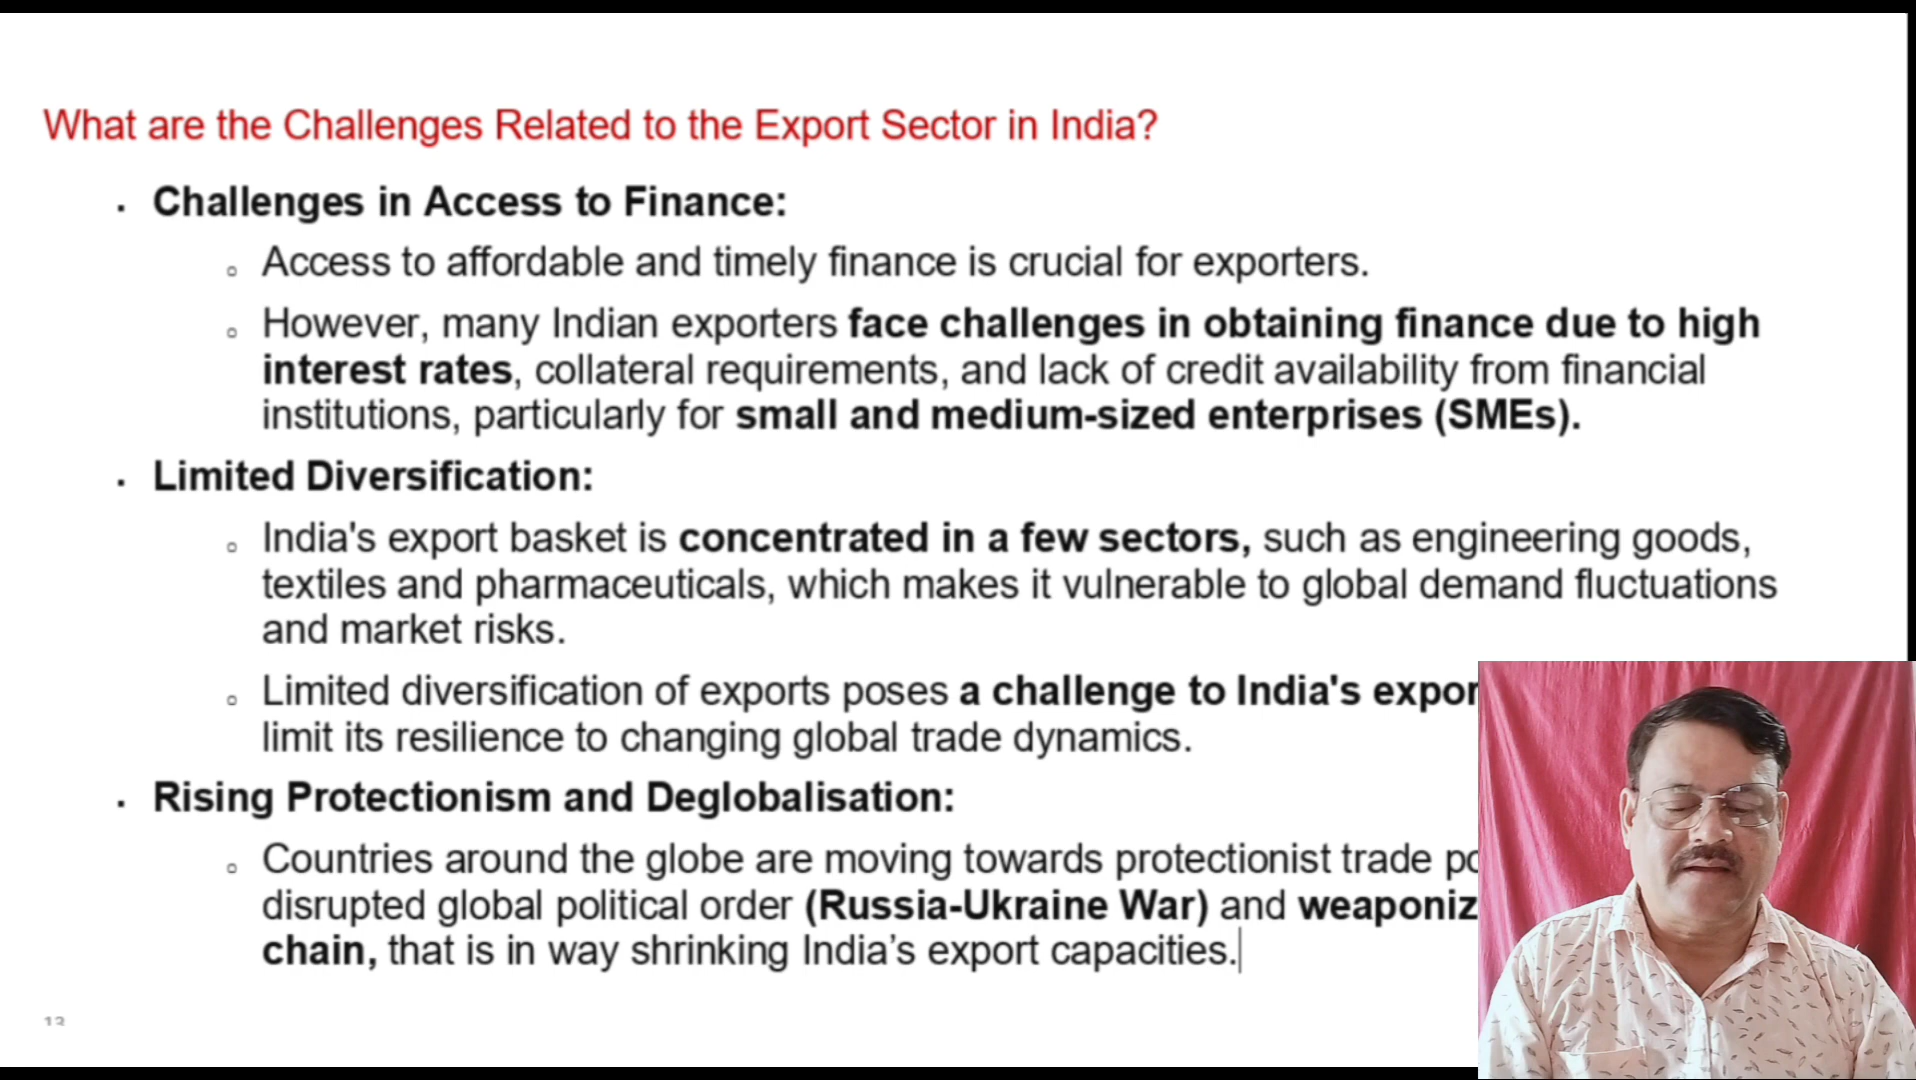 What are the Challenges Related to the Export Sector in India?
Challenges in Access to Finance:
Access to affordable and timely finance is crucial for exporters.
However, many Indian exporters face challenges in obtaining finance due to high
interest rates, collateral requirements, and lack of credit availability from financial
institutions, particularly for small and medium-sized enterprises (SMEs).
Limited Diversification:
India's export basket is concentrated in a few sectors, such as engineering goods,
textiles and pharmaceuticals, which makes it vulnerable to global demand fluctuations
and market risks.
Limited diversification of exports poses a challenge to India's
limit its resilience to changing global trade dynamics.
Rising Protectionism and Deglobalisation:
Countries around the globe are moving towards protectionist trade
disrupted global political order (Russia-Ukraine War) and
chain, that is in way shrinking India’s export capacities.